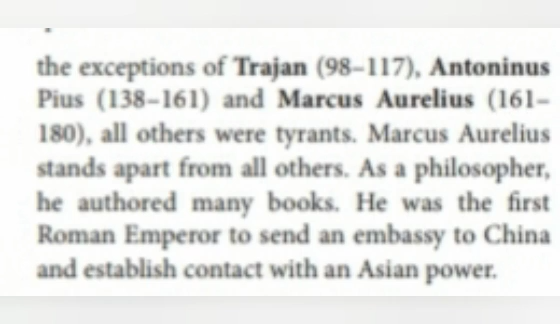 the exceptions of Trajan (98–117), Antoninus
Pius (138–161) and Marcus Aurelius (161–
180), all others were tyrants. Marcus Aurelius
stands apart from all others. As a philosopher,
he authored many books. He was the first
Roman Emperor to send an embassy to China
and establish contact with an Asian power.